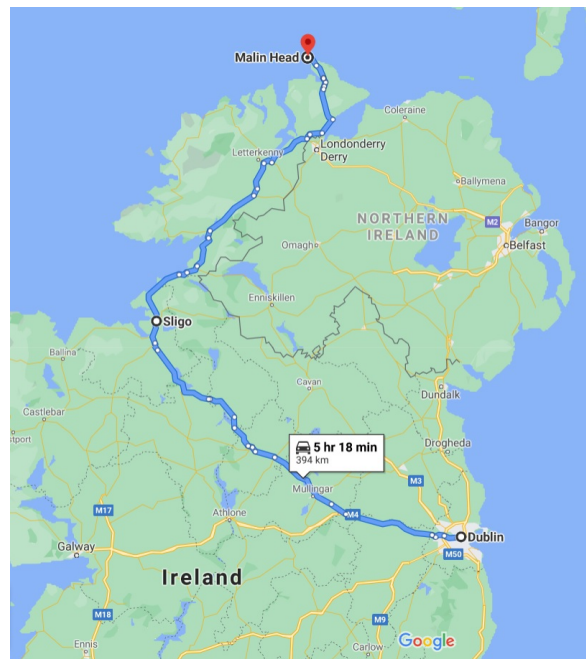 Malin Head
Coleraine
Londonderry
Derry
Letterkenny
Ballymena
NORTHERN
IRELAND
M2
Bangor
Belfast
Omagh
Enniskillen
Sligo
Ballina
Cavan
Dundalk
Castlebar
5 hr 18 min
394 km
Drogheda
M3
Mullingar
M17
Athlone
M4
Dublin
Galway
M50
Ireland
M18
M9
Google
Ennis
Carlow